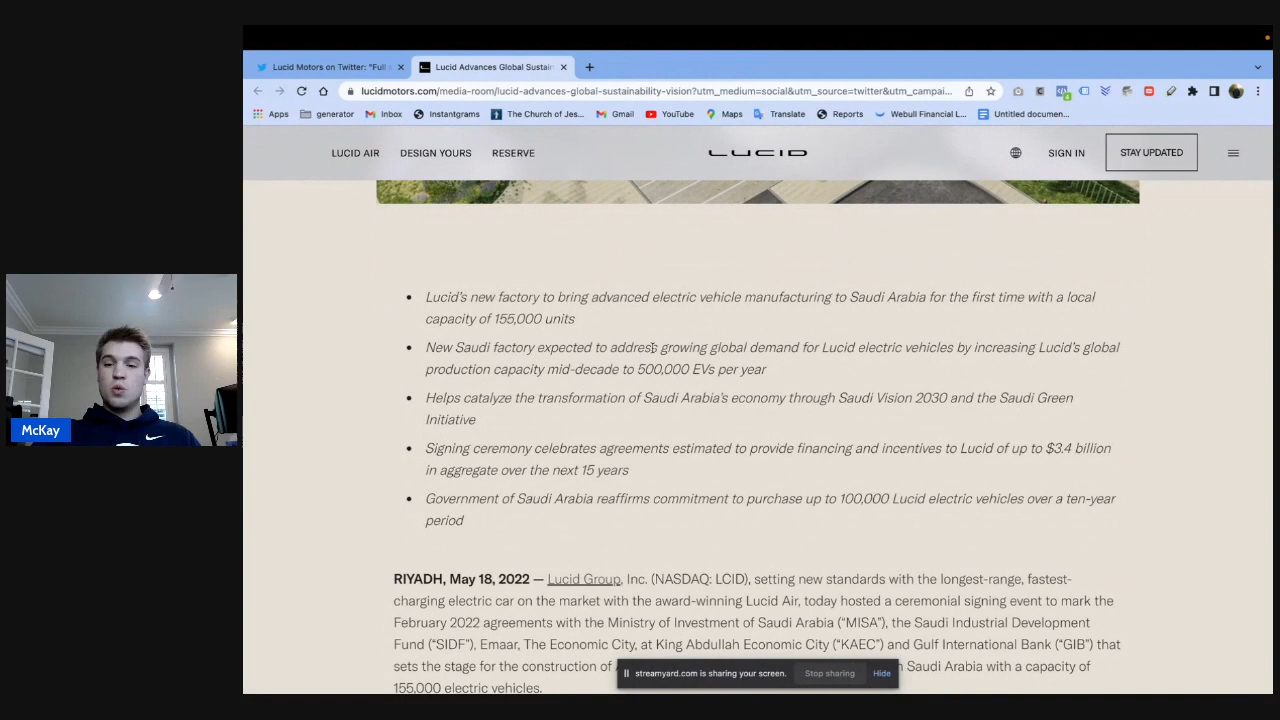 Lucid Motors on Twitter: "Full
Lucid Advances Global Sustain
lucidmotors.com/media-room/lucid-advances-global-sustainability-vision?utm_medium=social&utm_source=twitter&utm_campai...
Apps generator Inbox Instantgrams The Church of Jes... Gmail YouTube Maps Translate Reports Webull Financial L... Untitled documen...
LUCID AIR DESIGN YOURS RESERVE LUCID SIGN IN STAY UPDATED
• Lucid's new factory to bring advanced electric vehicle manufacturing to Saudi Arabia for the first time with a local
capacity of 155,000 units
• New Saudi factory expected to address growing global demand for Lucid electric vehicles by increasing Lucid's global
production capacity mid-decade to 500,000 EVs per year
• Helps catalyze the transformation of Saudi Arabia's economy through Saudi Vision 2030 and the Saudi Green
Initiative
• Signing ceremony celebrates agreements estimated to provide financing and incentives to Lucid of up to $3.4 billion
in aggregate over the next 15 years
• Government of Saudi Arabia reaffirms commitment to purchase up to 100,000 Lucid electric vehicles over a ten-year
period
RIYADH, May 18, 2022 — Lucid Group, Inc. (NASDAQ: LCID), setting new standards with the longest-range, fastest-
charging electric car on the market with the award-winning Lucid Air, today hosted a ceremonial signing event to mark the
February 2022 agreements with the Ministry of Investment of Saudi Arabia ("MISA"), the Saudi Industrial Development
Fund ("SIDF"), Emaar, The Economic City, at King Abdullah Economic City ("KAEC") and Gulf International Bank ("GIB") that
sets the stage for the construction of Saudi Arabia with a capacity of
155,000 electric vehicles.
streamyard.com is sharing your screen. Stop sharing Hide
McKay